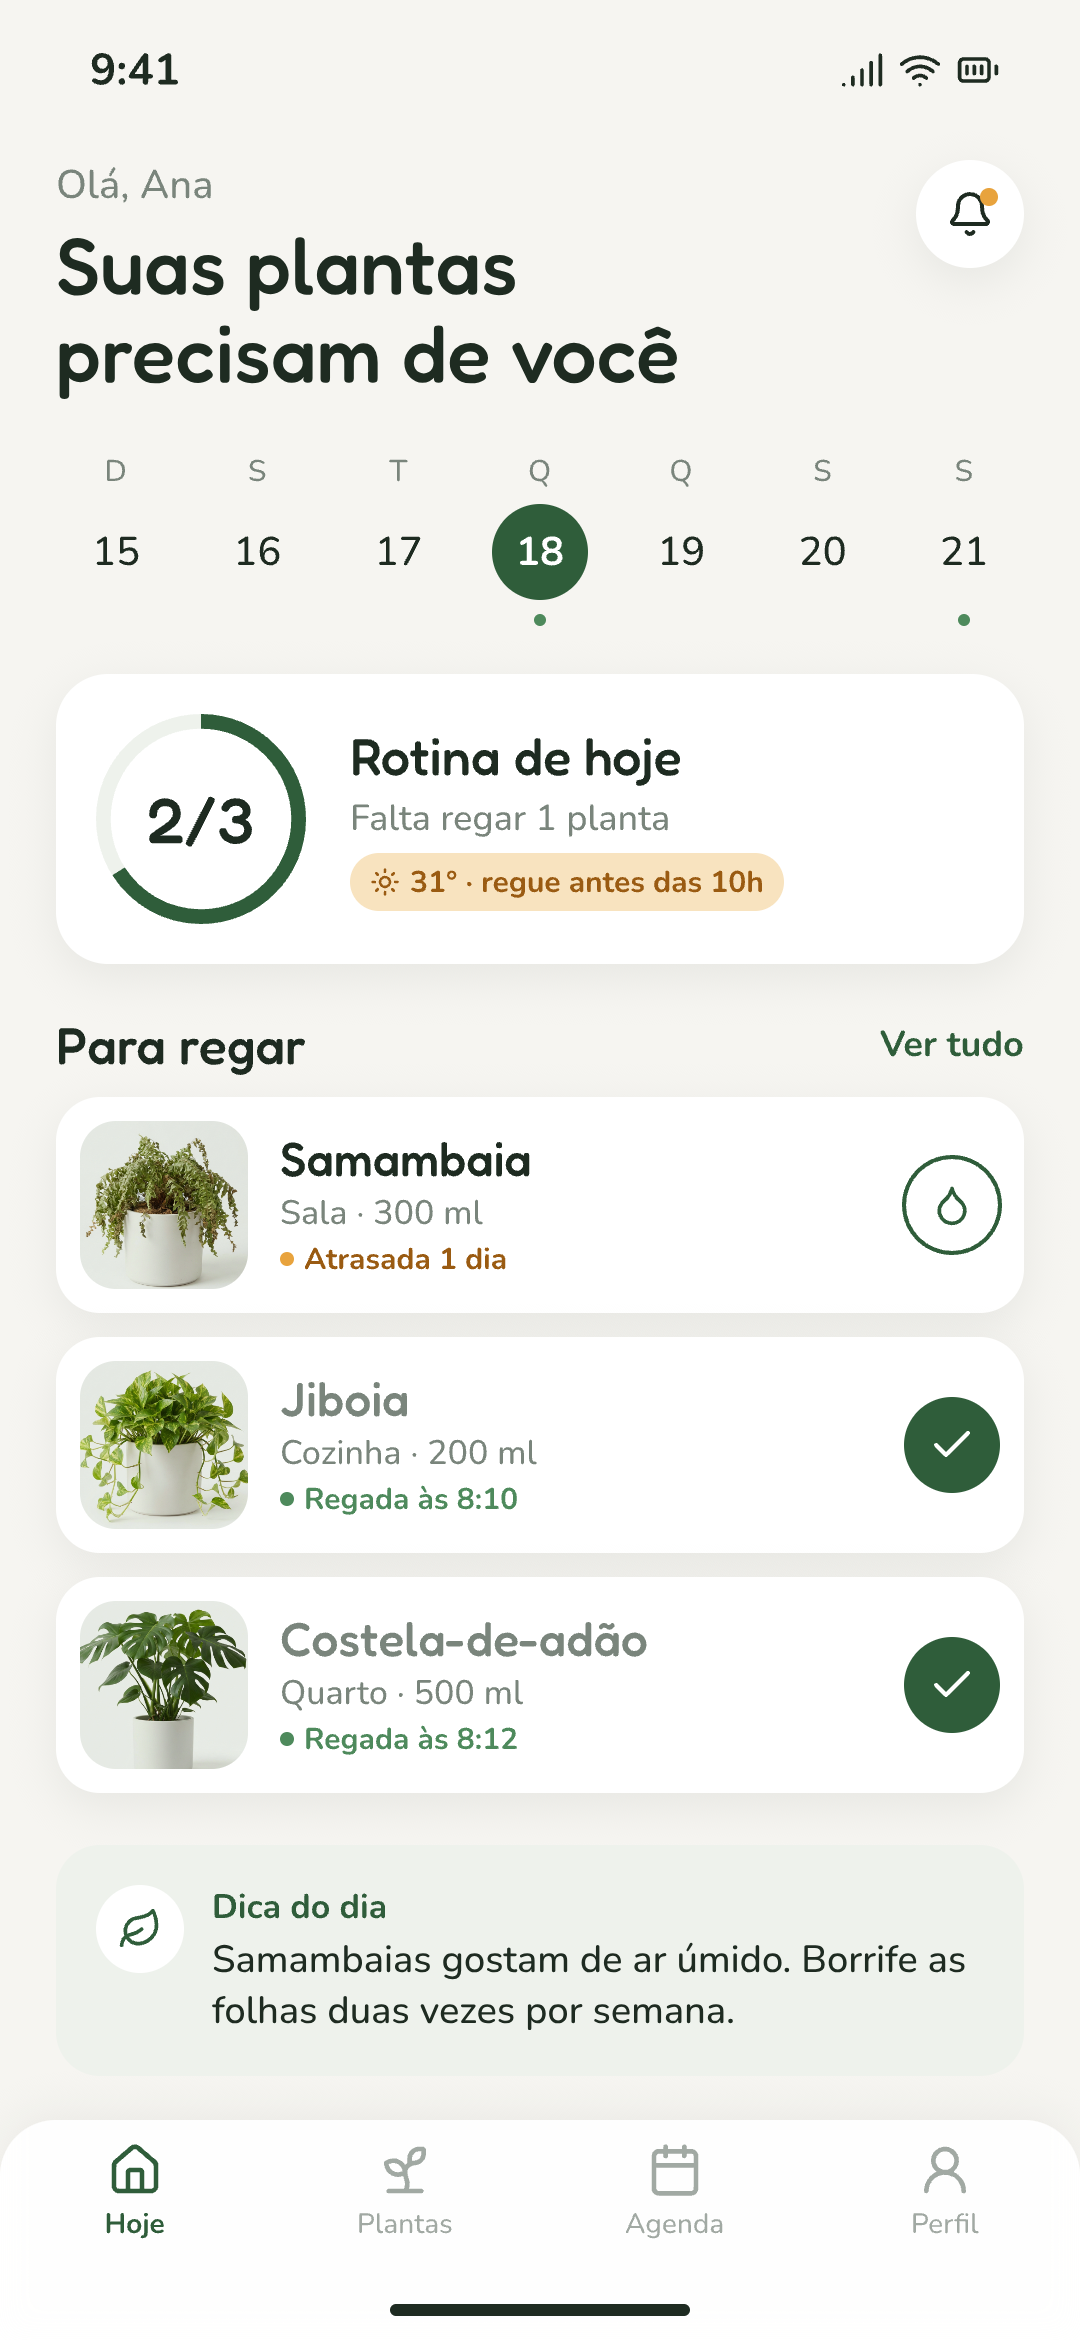 9:41
Olá, Ana
Suas plantas
precisam de você
D S T Q Q S S
15 16 17 18 19 20 21
2/3
Rotina de hoje
Falta regar 1 planta
31° · regue antes das 10h
Para regar
Ver tudo
Samambaia
Sala · 300 ml
Atrasada 1 dia
Jiboia
Cozinha · 200 ml
Regada às 8:10
Costela-de-adão
Quarto · 500 ml
Regada às 8:12
Dica do dia
Samambaias gostam de ar úmido. Borrife as
folhas duas vezes por semana.
Hoje Plantas Agenda Perfil